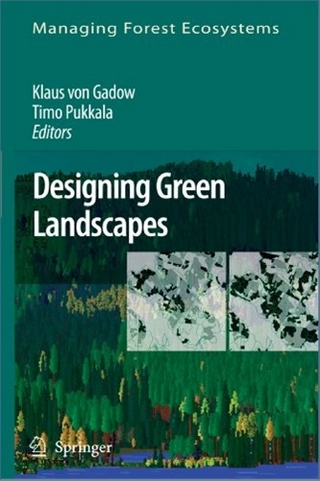 Managing Forest Ecosystems
Klaus von Gadow
Timo Pukkala
Editors
Designing Green
Landscapes
Springer